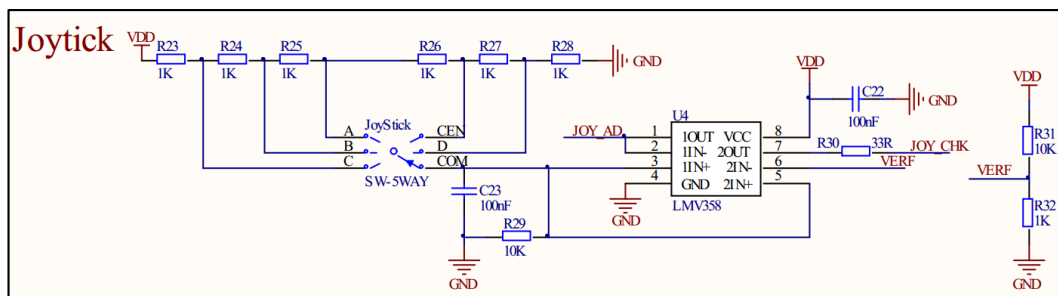 Joytick
VDD R23 R24 R25 R26 R27 R28
1K 1K 1K 1K 1K 1K
GND
JoyStick
A CEN
B D
C COM
SW-5WAY
C23
100nF
R29
10K
GND
VDD
C22
100nF
GND
U4
JOY_AD 1 1OUT VCC 8
2 1IN- 2OUT 7 R30 33R JOY_CHK
3 1IN+ 2IN- 6 VERF
4 GND 2IN+ 5
LMV358
GND
VDD
R31
10K
VERF
R32
1K
GND